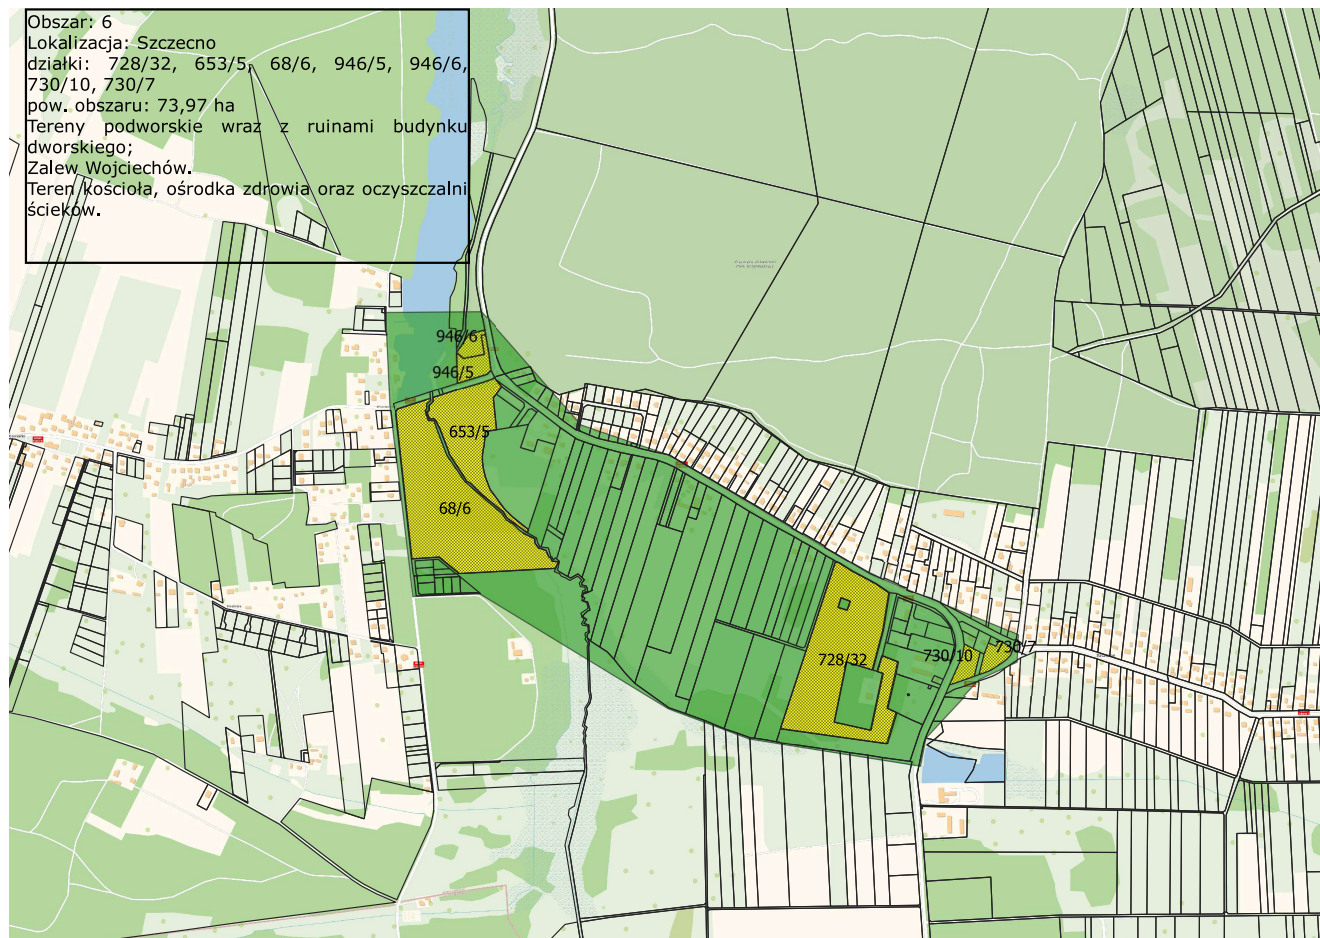 Obszar: 6
Lokalizacja: Szczecno
działki: 728/32, 653/5, 68/6, 946/5, 946/6,
730/10, 730/7
pow. obszaru: 73,97 ha
Tereny podworskie wraz z ruinami budynku
dworskiego;
Zalew Wojciechów.
Teren kościoła, ośrodka zdrowia oraz oczyszczalni
ścieków.
946/6
946/5
653/5
68/6
728/32
730/10
730/7